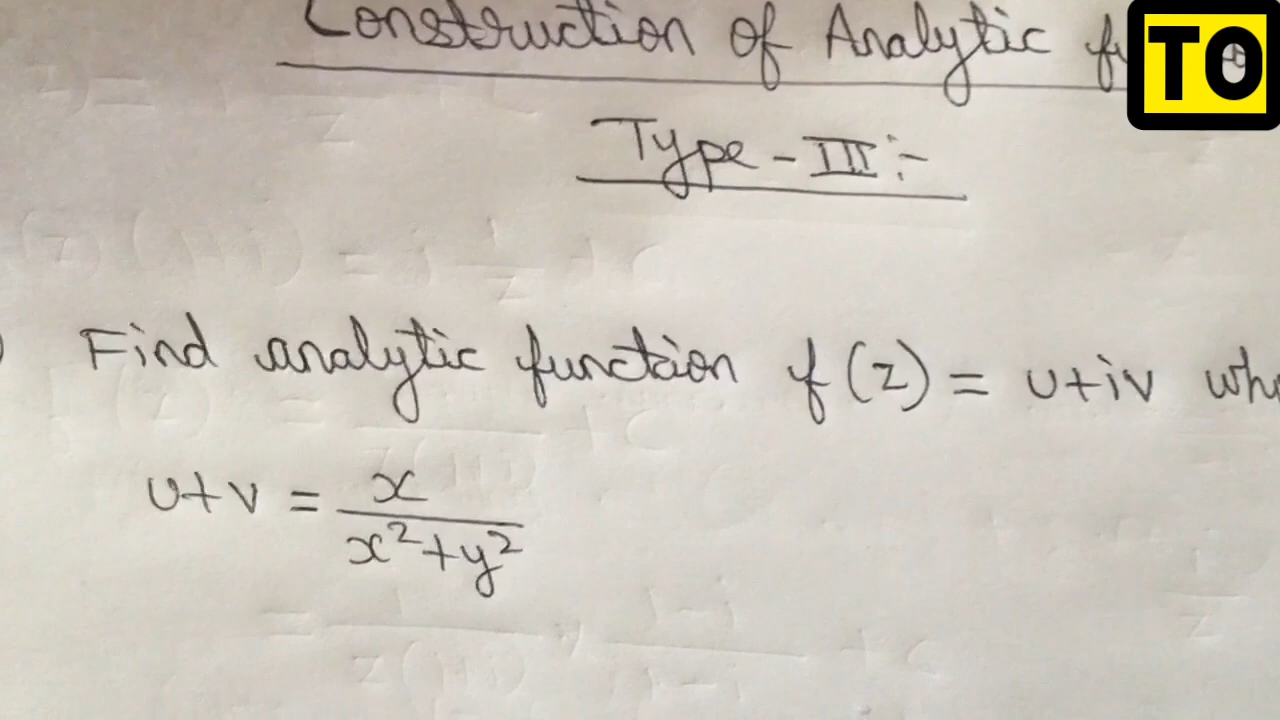 Construction of Analytic
TO
Type - III :-
Find analytic function f(z) = u+iv
u+v = x / x²+y²